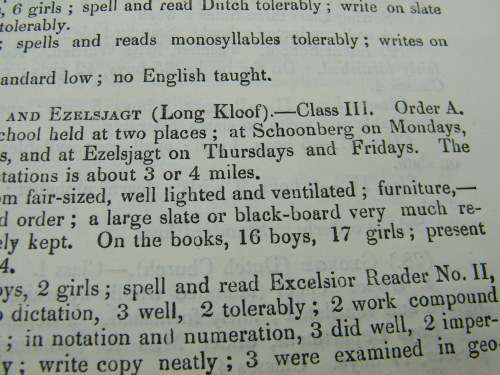 , 6 girls ; spell and read Dutch tolerably ; write on slate
tolerably.
; spells and reads monosyllables tolerably ; writes on
andard low ; no English taught.
AND EZELSJAGT (Long Kloof).—Class III. Order A.
chool held at two places ; at Schoonberg on Mondays,
s, and at Ezelsjagt on Thursdays and Fridays. The
tations is about 3 or 4 miles.
om fair-sized, well lighted and ventilated ; furniture,—
d order ; a large slate or black-board very much re-
ely kept. On the books, 16 boys, 17 girls ; present
4.
oys, 2 girls ; spell and read Excelsior Reader No. II,
o dictation, 3 well, 2 tolerably ; 2 work compound
; in notation and numeration, 3 did well, 2 imper-
y ; write copy neatly ; 3 were examined in geo-